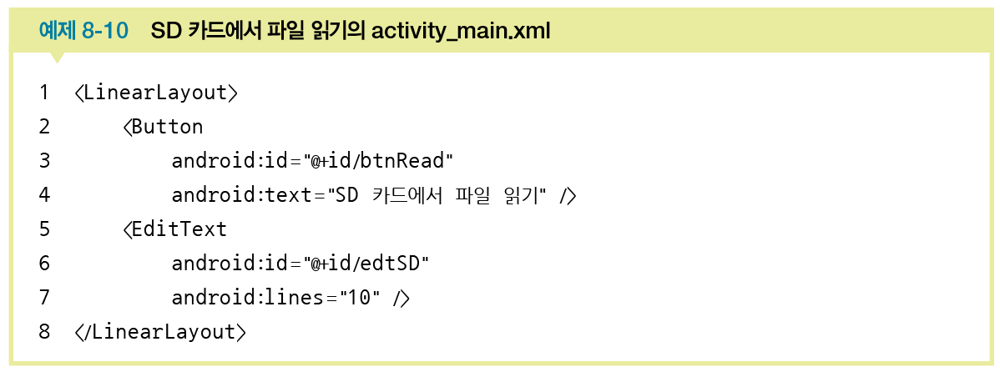 예제 8-10 SD 카드에서 파일 읽기의 activity_main.xml
1 <LinearLayout>
2 <Button
3 android:id="@+id/btnRead"
4 android:text="SD 카드에서 파일 읽기" />
5 <EditText
6 android:id="@+id/edtSD"
7 android:lines="10" />
8 </LinearLayout>